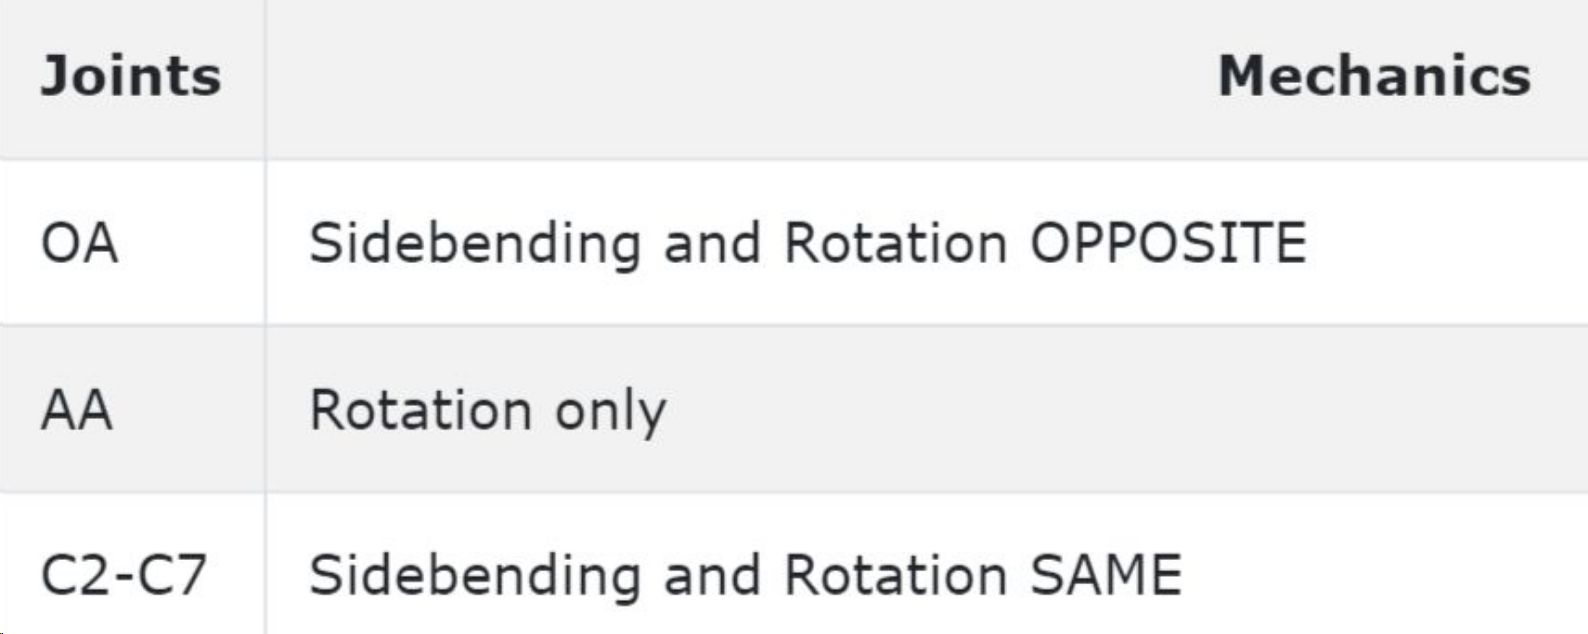 Joints Mechanics
OA Sidebending and Rotation OPPOSITE
AA Rotation only
C2-C7 Sidebending and Rotation SAME